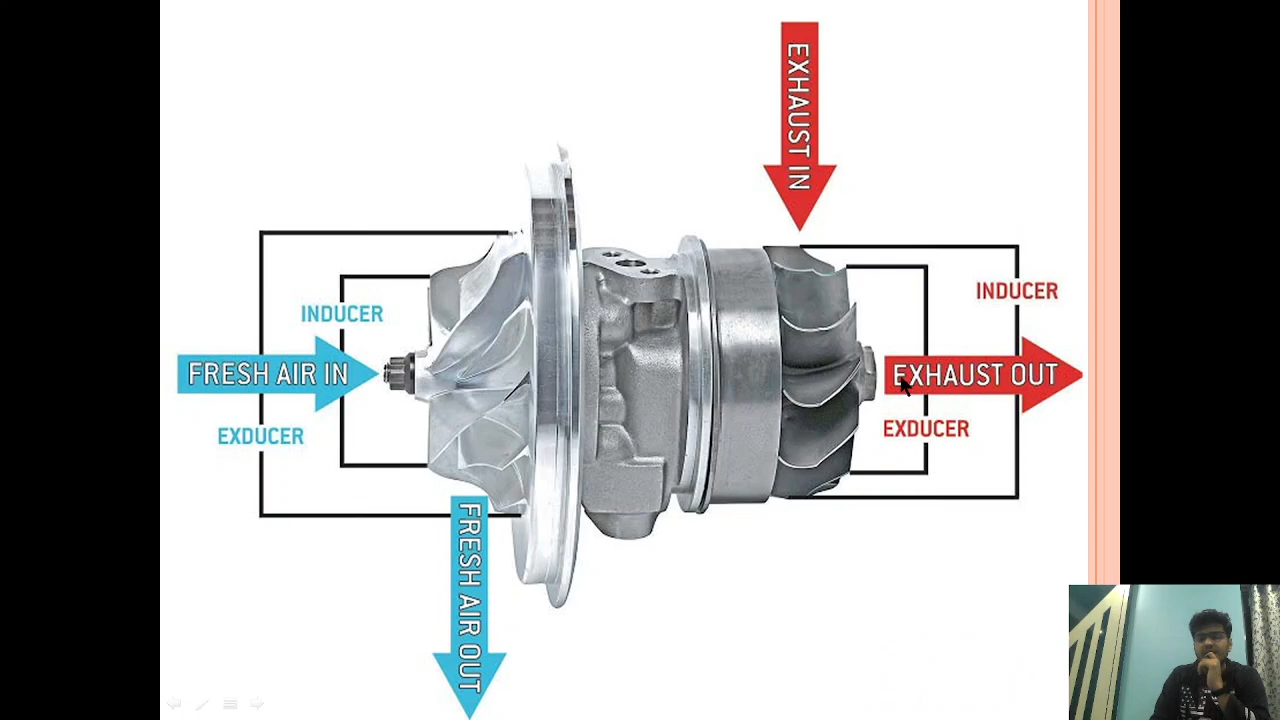 EXHAUST IN
INDUCER
INDUCER
FRESH AIR IN
EXHAUST OUT
EXDUCER
EXDUCER
FRESH AIR OUT